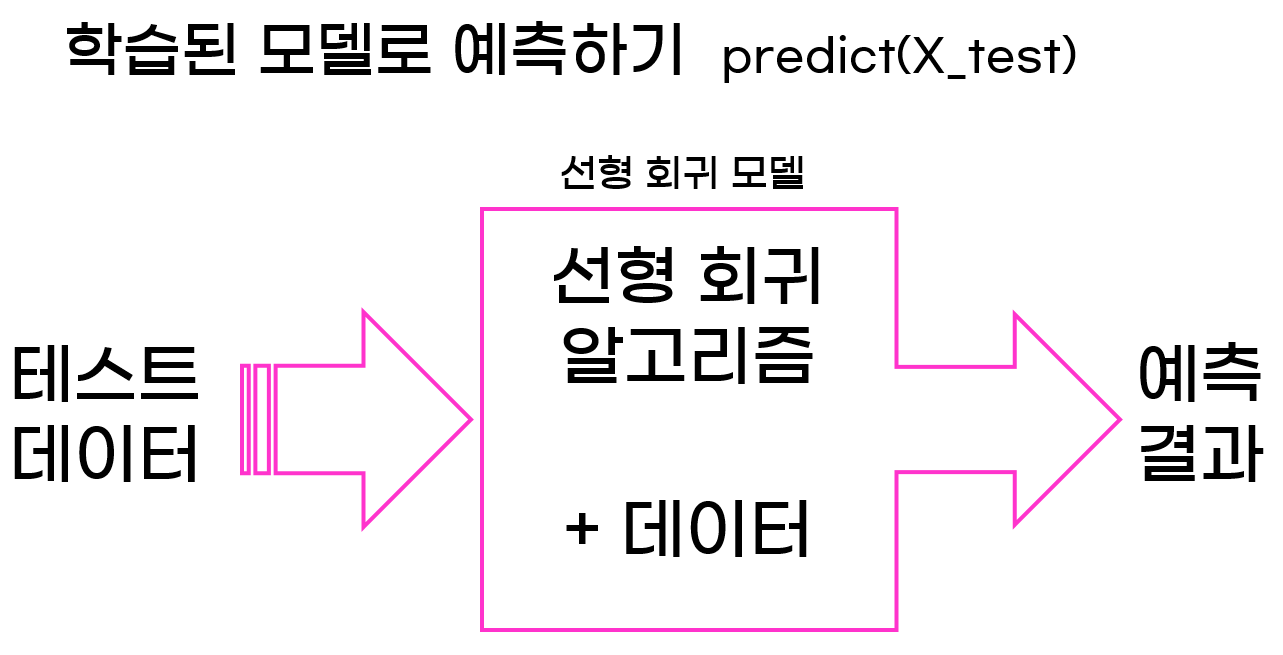 학습된 모델로 예측하기 predict(X_test)
선형 회귀 모델
선형 회귀
알고리즘
+ 데이터
테스트
데이터
예측
결과